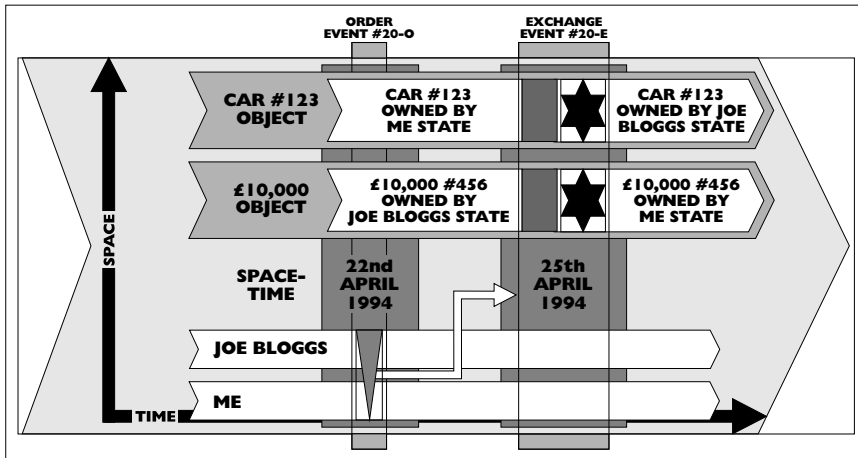 ORDER
EVENT #20-O
EXCHANGE
EVENT #20-E
CAR #123
OBJECT
CAR #123
OWNED BY
ME STATE
CAR #123
OWNED BY JOE
BLOGGS STATE
£10,000
OBJECT
£10,000 #456
OWNED BY
JOE BLOGGS STATE
£10,000 #456
OWNED BY
ME STATE
SPACE
SPACE-
TIME
22nd
APRIL
1994
25th
APRIL
1994
JOE BLOGGS
ME
TIME